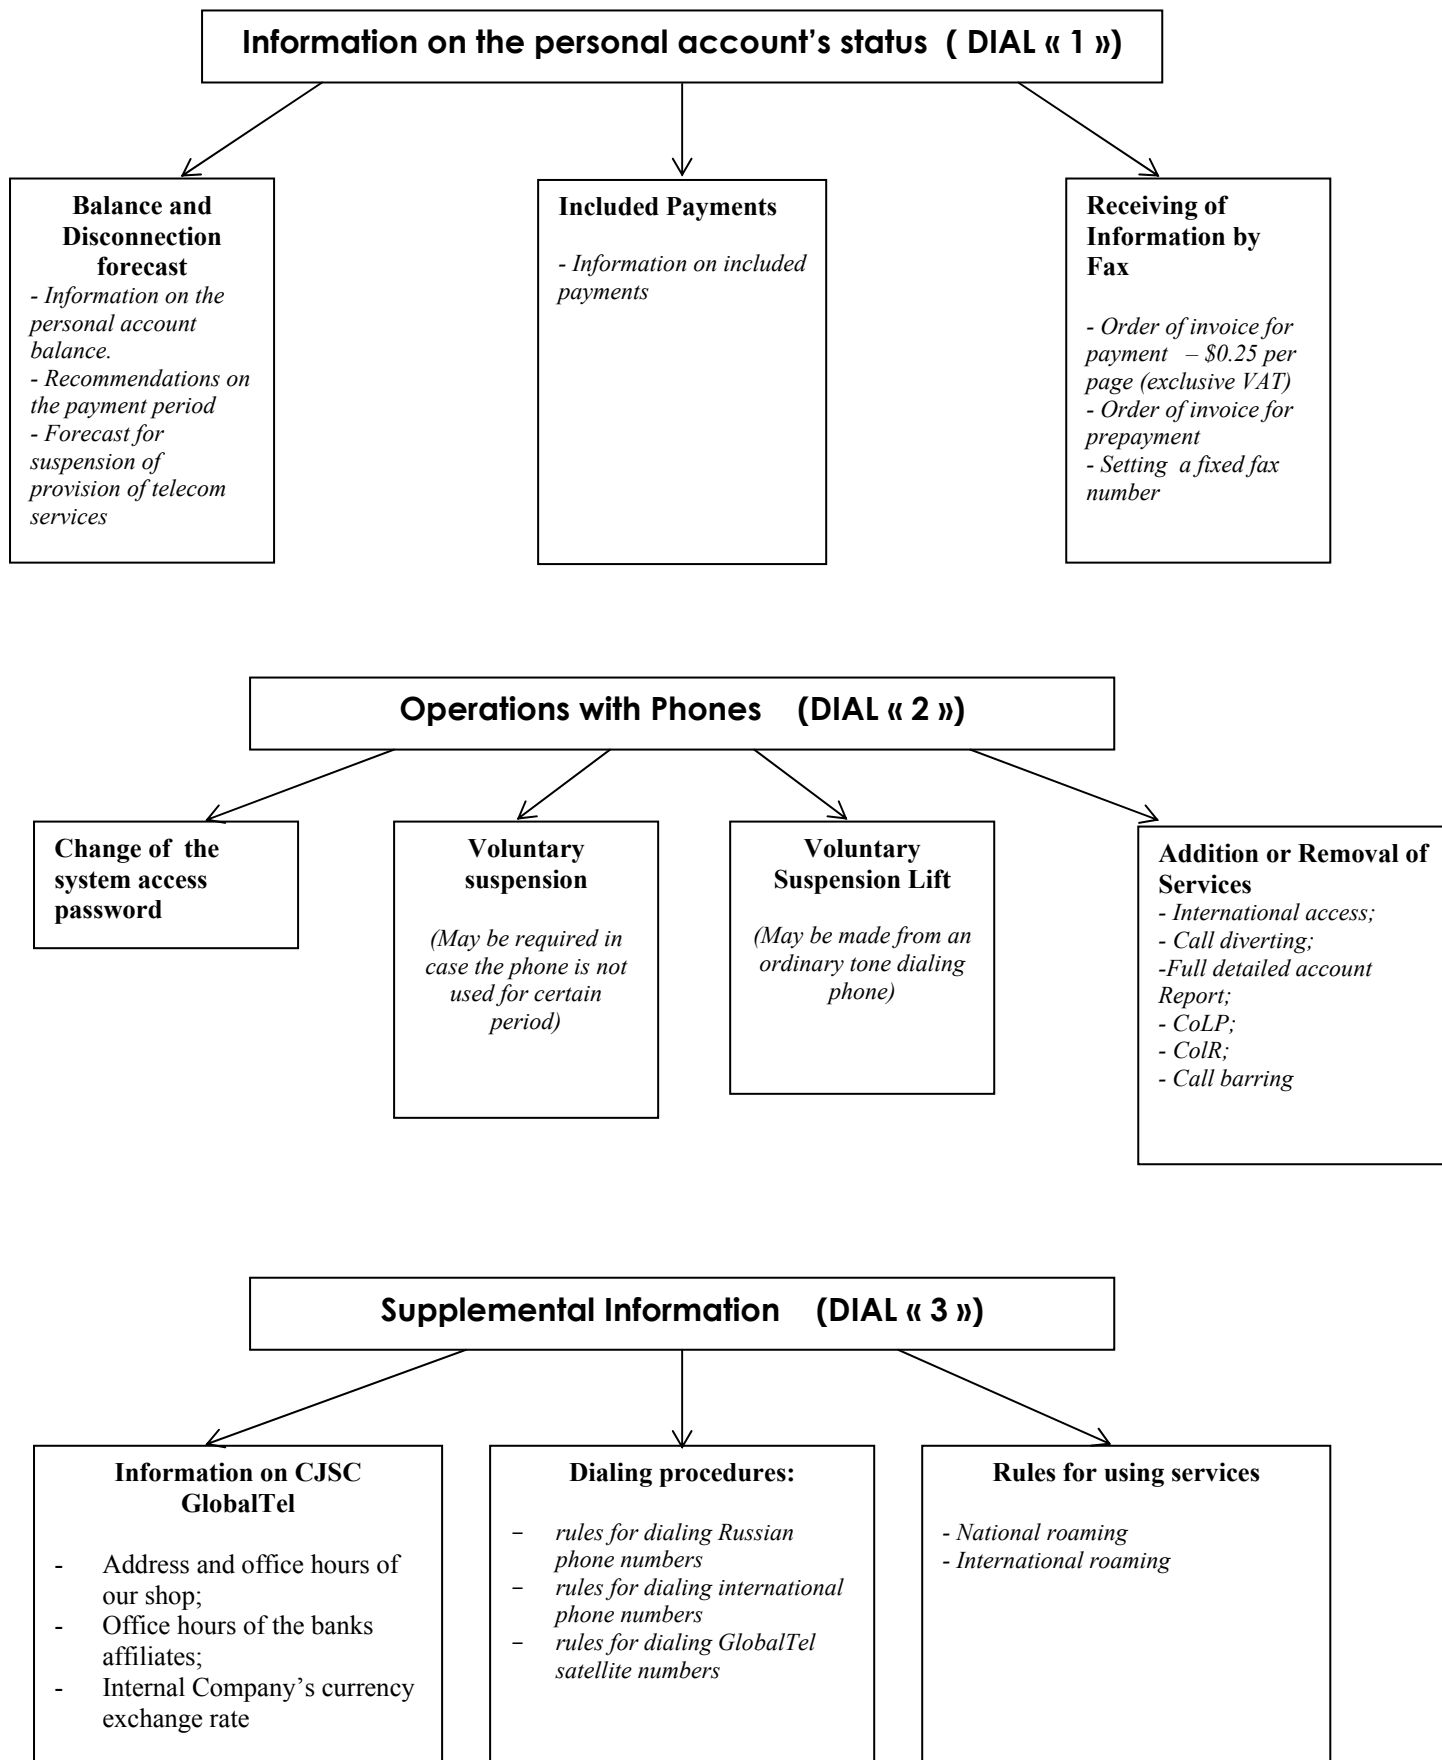 Information on the personal account's status ( DIAL « 1 »)
Balance and
Disconnection
forecast
- Information on the
personal account
balance.
- Recommendations on
the payment period
- Forecast for
suspension of
provision of telecom
services
Included Payments
- Information on included
payments
Receiving of
Information by
Fax
- Order of invoice for
payment – $0.25 per
page (exclusive VAT)
- Order of invoice for
prepayment
- Setting a fixed fax
number
Operations with Phones (DIAL « 2 »)
Change of the
system access
password
Voluntary
suspension
(May be required in
case the phone is not
used for certain
period)
Voluntary
Suspension Lift
(May be made from an
ordinary tone dialing
phone)
Addition or Removal of
Services
- International access;
- Call diverting;
-Full detailed account
Report;
- CoLP;
- ColR;
- Call barring
Supplemental Information (DIAL « 3 »)
Information on CJSC
GlobalTel
- Address and office hours of
our shop;
- Office hours of the banks
affiliates;
- Internal Company's currency
exchange rate
Dialing procedures:
– rules for dialing Russian
phone numbers
– rules for dialing international
phone numbers
– rules for dialing GlobalTel
satellite numbers
Rules for using services
- National roaming
- International roaming